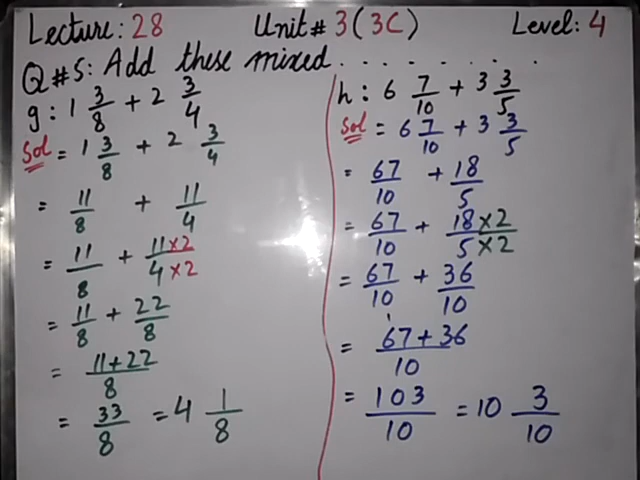 Lecture: 28 Unit # 3 (3C) Level: 4
Q # 5: Add these mixed . . . . . . . . . .
g: 1 3/8 + 2 3/4
Sol = 1 3/8 + 2 3/4
= 11/8 + 11/4
= 11/8 + 11×2/4×2
= 11/8 + 22/8
= 11+22/8
= 33/8 = 4 1/8
h: 6 7/10 + 3 3/5
Sol = 6 7/10 + 3 3/5
= 67/10 + 18/5
= 67/10 + 18×2/5×2
= 67/10 + 36/10
= 67+36/10
= 103/10 = 10 3/10